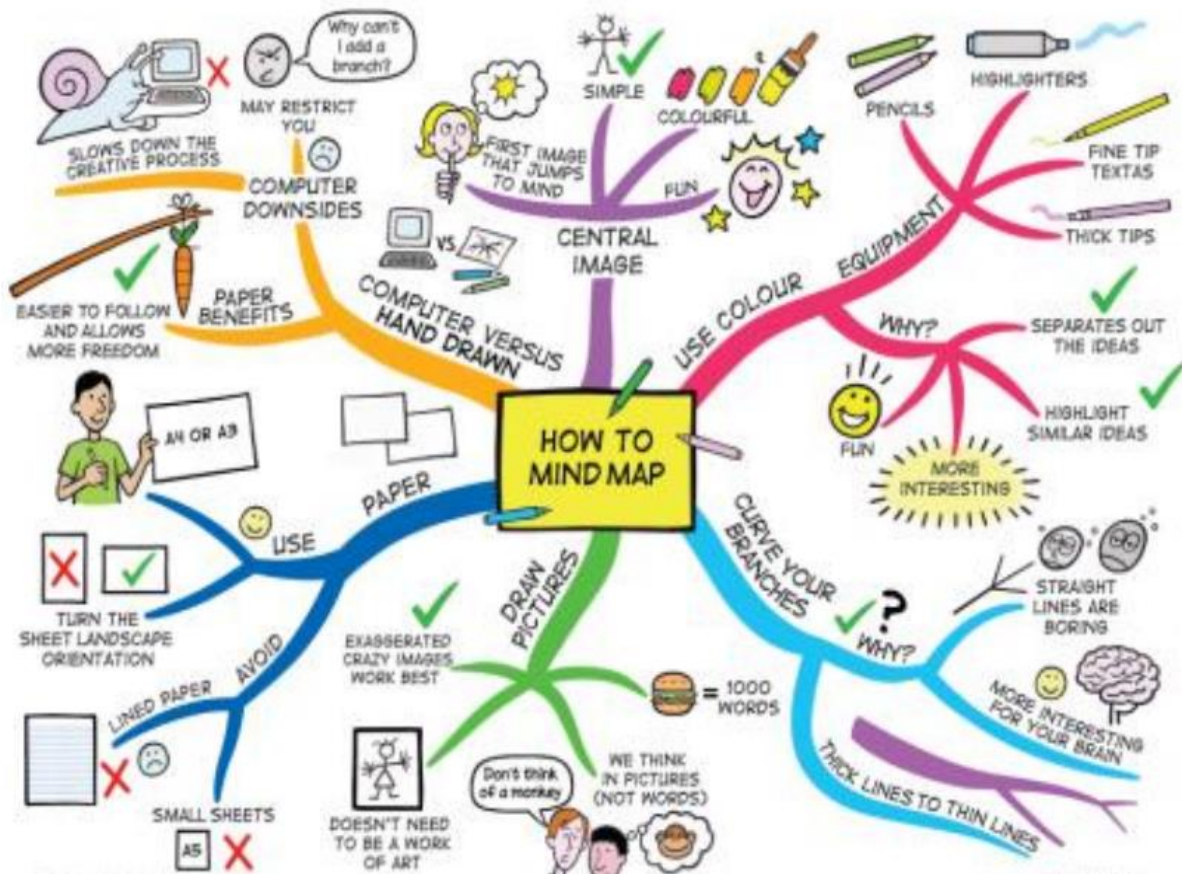 HOW TO
MIND MAP
CENTRAL
IMAGE
FIRST IMAGE
THAT JUMPS
TO MIND
SIMPLE
COLOURFUL
FUN
USE COLOUR
EQUIPMENT
PENCILS
HIGHLIGHTERS
FINE TIP
TEXTAS
THICK TIPS
WHY?
SEPARATES OUT
THE IDEAS
HIGHLIGHT
SIMILAR IDEAS
MORE
INTERESTING
FUN
CURVE YOUR
BRANCHES
?
WHY?
STRAIGHT
LINES ARE
BORING
MORE INTERESTING
FOR YOUR BRAIN
THICK LINES TO THIN LINES
DRAW
PICTURES
= 1000
WORDS
WE THINK
IN PICTURES
(NOT WORDS)
Don't think
of a monkey
DOESN'T NEED
TO BE A WORK
OF ART
EXAGGERATED
CRAZY IMAGES
WORK BEST
PAPER
USE
A4 OR A3
TURN THE
SHEET LANDSCAPE
ORIENTATION
AVOID
LINED PAPER
SMALL SHEETS
A5
COMPUTER VERSUS
HAND DRAWN
VS
PAPER
BENEFITS
EASIER TO FOLLOW
AND ALLOWS
MORE FREEDOM
COMPUTER
DOWNSIDES
SLOWS DOWN THE
CREATIVE PROCESS
MAY RESTRICT
YOU
Why can't
I add a
branch?